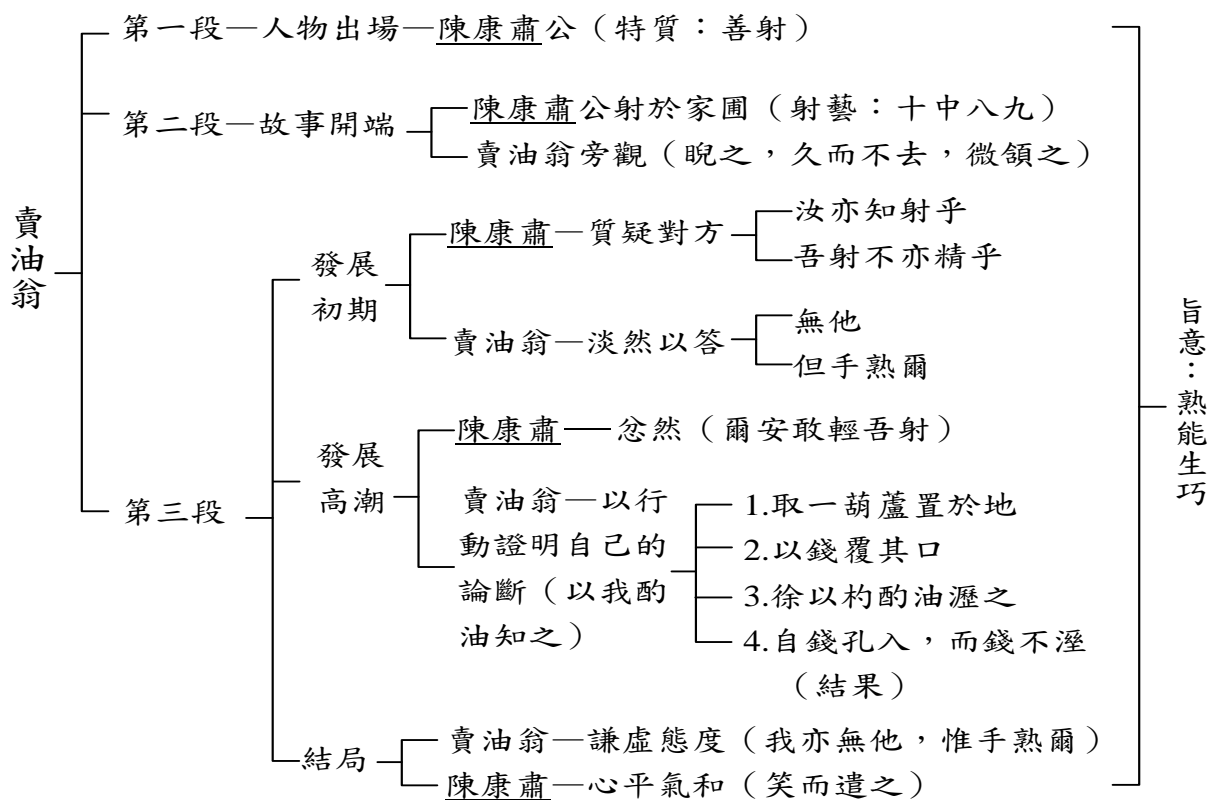 賣油翁
第一段—人物出場—陳康肅公（特質：善射）
第二段—故事開端
陳康肅公射於家圃（射藝：十中八九）
賣油翁旁觀（睨之，久而不去，微頷之）
第三段
發展
初期
陳康肅—質疑對方
汝亦知射乎
吾射不亦精乎
賣油翁—淡然以答
無他
但手熟爾
發展
高潮
陳康肅—忿然（爾安敢輕吾射）
賣油翁—以行
動證明自己的
論斷（以我酌
油知之）
1.取一葫蘆置於地
2.以錢覆其口
3.徐以杓酌油瀝之
4.自錢孔入，而錢不溼
（結果）
結局
賣油翁—謙虛態度（我亦無他，惟手熟爾）
陳康肅—心平氣和（笑而遣之）
旨意：熟能生巧